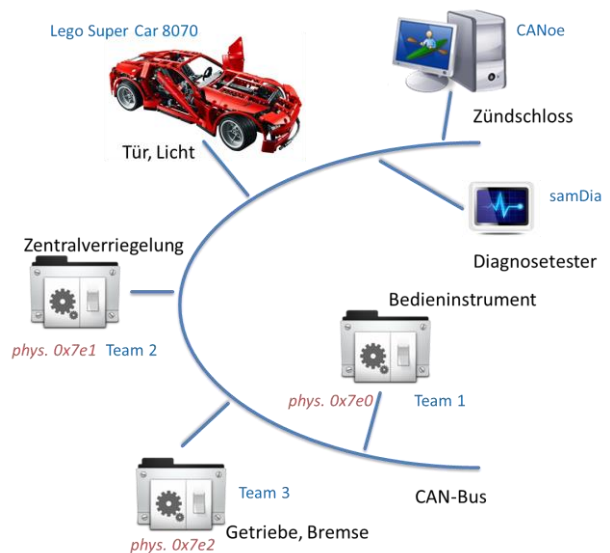 Lego Super Car 8070
CANoe
Zündschloss
Tür, Licht
samDia
Zentralverriegelung
Diagnosetester
Bedieninstrument
phys. 0x7e1 Team 2
phys. 0x7e0 Team 1
Team 3
CAN-Bus
Getriebe, Bremse
phys. 0x7e2